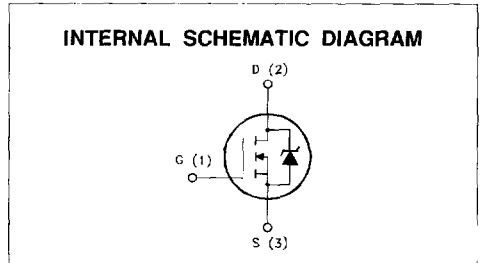 INTERNAL SCHEMATIC DIAGRAM
D (2)
G (1)
S (3)